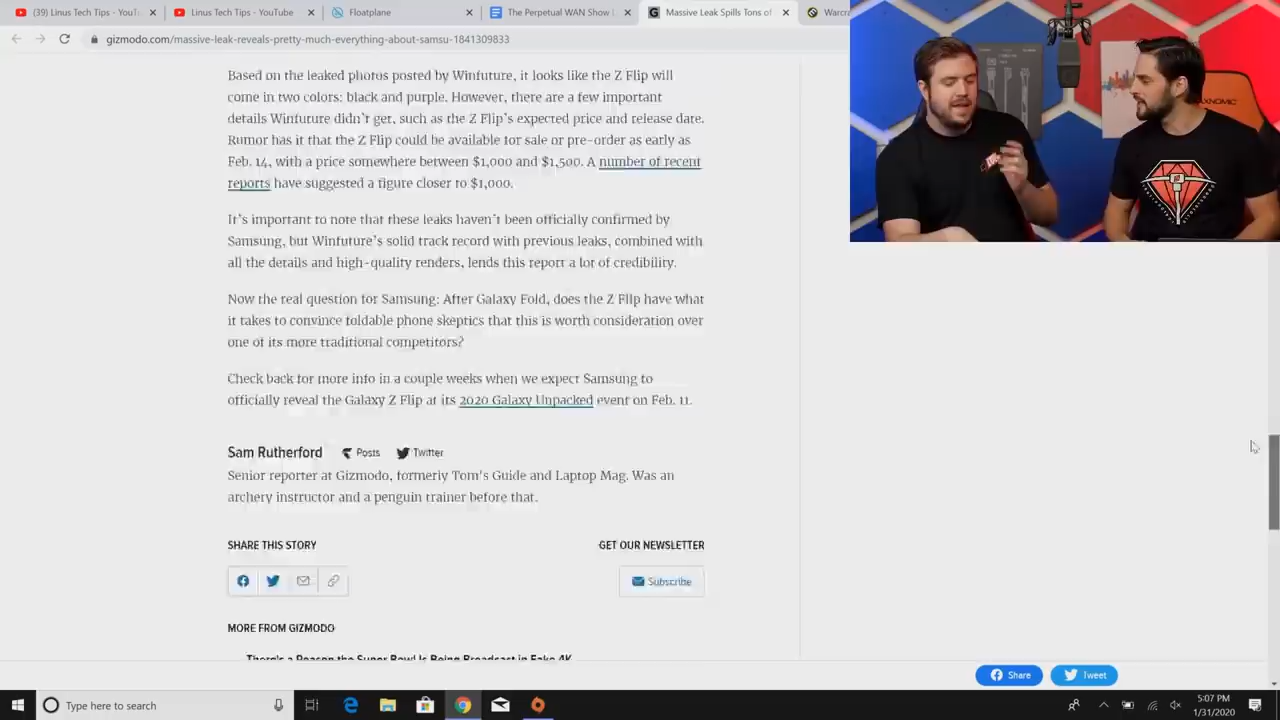 (39) Linus Tech Tips - YouT
Linus Tech Tips - YouTube
Floatplane
The Perpetual WAN Show
Massive Leak Spills Tons of
Warcr
gizmodo.com/massive-leak-reveals-pretty-much-everything-about-samsu-1841309833
Based on the leaked photos posted by Winfuture, it looks like the Z Flip will
come in two colors: black and purple. However, there are a few important
details Winfuture didn't get, such as the Z Flip's expected price and release date.
Rumor has it that the Z Flip could be available for sale or pre-order as early as
Feb. 14, with a price somewhere between $1,000 and $1,500. A number of recent
reports have suggested a figure closer to $1,000.
It's important to note that these leaks haven't been officially confirmed by
Samsung, but Winfuture's solid track record with previous leaks, combined with
all the details and high-quality renders, lends this report a lot of credibility.
Now the real question for Samsung: After Galaxy Fold, does the Z Flip have what
it takes to convince foldable phone skeptics that this is worth consideration over
one of its more traditional competitors?
Check back for more info in a couple weeks when we expect Samsung to
officially reveal the Galaxy Z Flip at its 2020 Galaxy Unpacked event on Feb. 11.
Sam Rutherford Posts Twitter
Senior reporter at Gizmodo, formerly Tom's Guide and Laptop Mag. Was an
archery instructor and a penguin trainer before that.
SHARE THIS STORY
GET OUR NEWSLETTER
Subscribe
MORE FROM GIZMODO
There's a Reason the Super Bowl Is Being Broadcast in Fake 4K
Share
Tweet
Type here to search
5:07 PM
1/31/2020